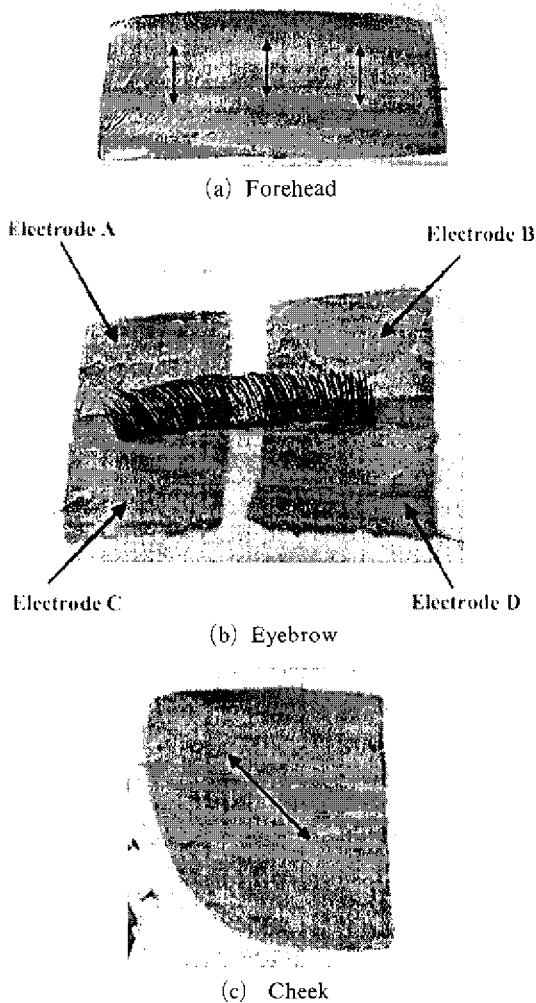 (a) Forehead
Electrode A
Electrode B
Electrode C
Electrode D
(b) Eyebrow
(c) Cheek